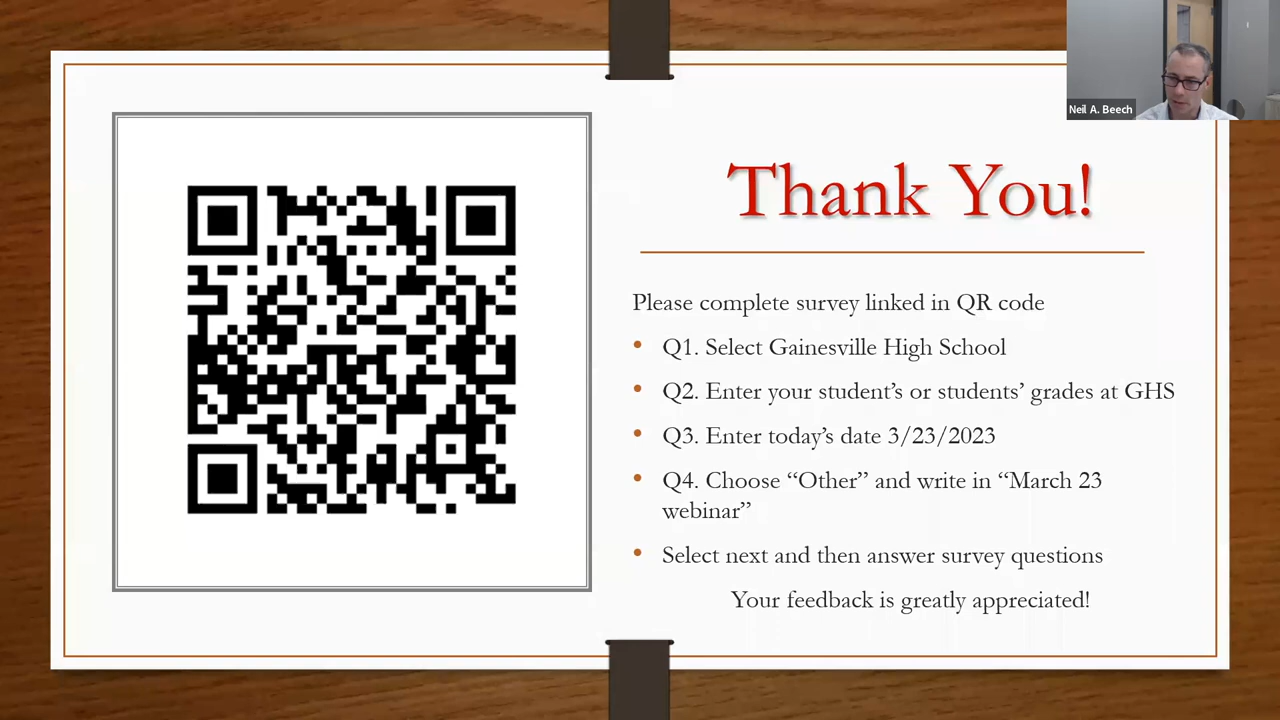 Neil A. Beech
Thank You!
Please complete survey linked in QR code
• Q1. Select Gainesville High School
• Q2. Enter your student’s or students’ grades at GHS
• Q3. Enter today’s date 3/23/2023
• Q4. Choose “Other” and write in “March 23
webinar”
• Select next and then answer survey questions
Your feedback is greatly appreciated!